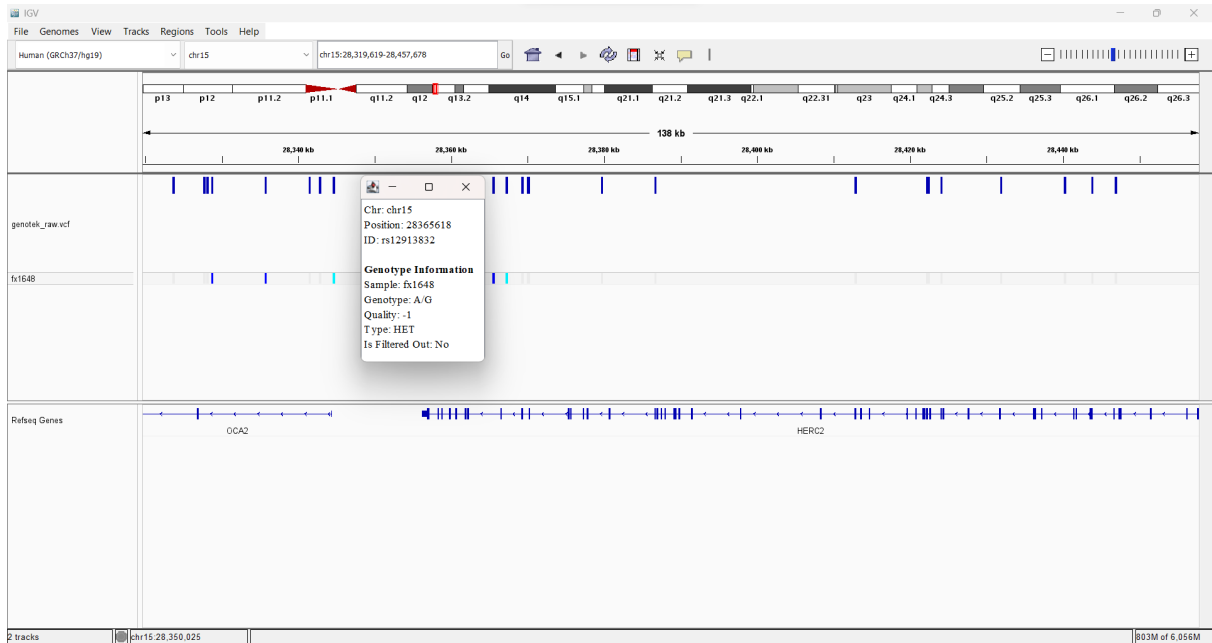 IGV
File Genomes View Tracks Regions Tools Help
Human (GRCh37/hg19) chr15 chr15:28,319,619-28,457,678 Go
p13 p12 p11.2 p11.1 q11.2 q12 q13.2 q14 q15.1 q21.1 q21.2 q21.3 q22.1 q22.31 q23 q24.1 q24.3 q25.2 q25.3 q26.1 q26.2 q26.3
138 kb
28,340 kb 28,360 kb 28,380 kb 28,400 kb 28,420 kb 28,440 kb
genotek_raw.vcf
fx1648
Chr: chr15
Position: 28365618
ID: rs12913832
Genotype Information
Sample: fx1648
Genotype: A/G
Quality: -1
Type: HET
Is Filtered Out: No
Refseq Genes
OCA2 HERC2
2 tracks chr15:28,350,025 803M of 6,056M